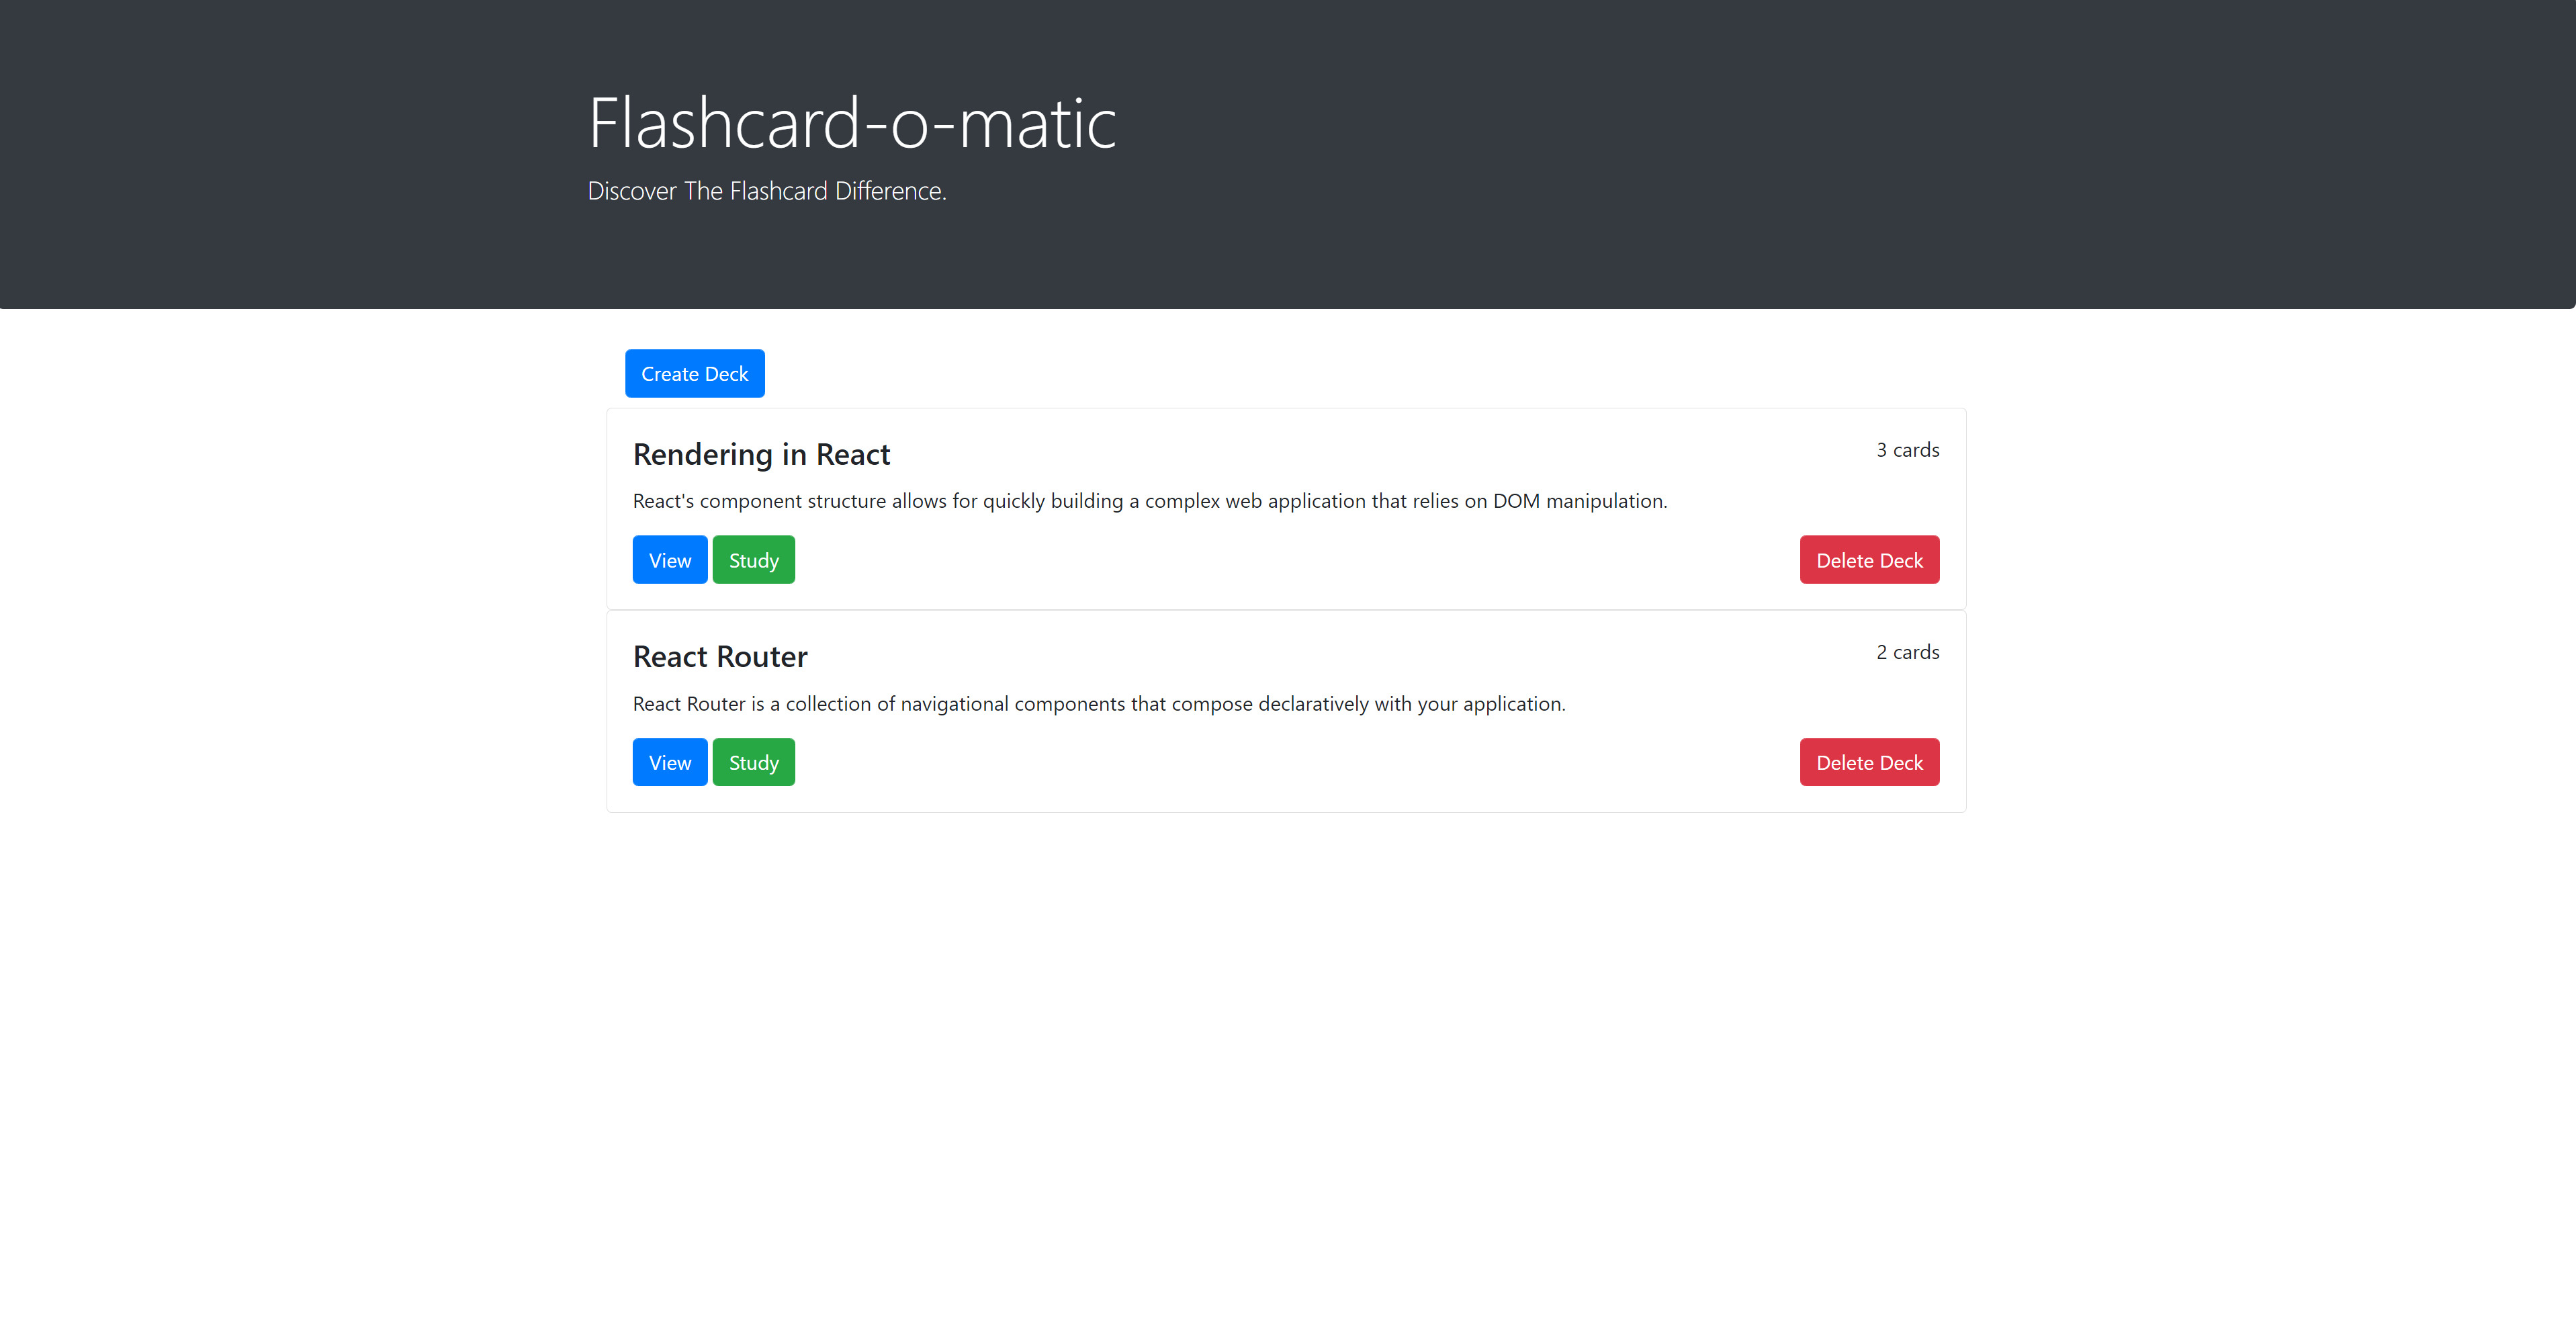 Flashcard-o-matic
Discover The Flashcard Difference.
Create Deck
Rendering in React
3 cards
React's component structure allows for quickly building a complex web application that relies on DOM manipulation.
View
Study
Delete Deck
React Router
2 cards
React Router is a collection of navigational components that compose declaratively with your application.
View
Study
Delete Deck